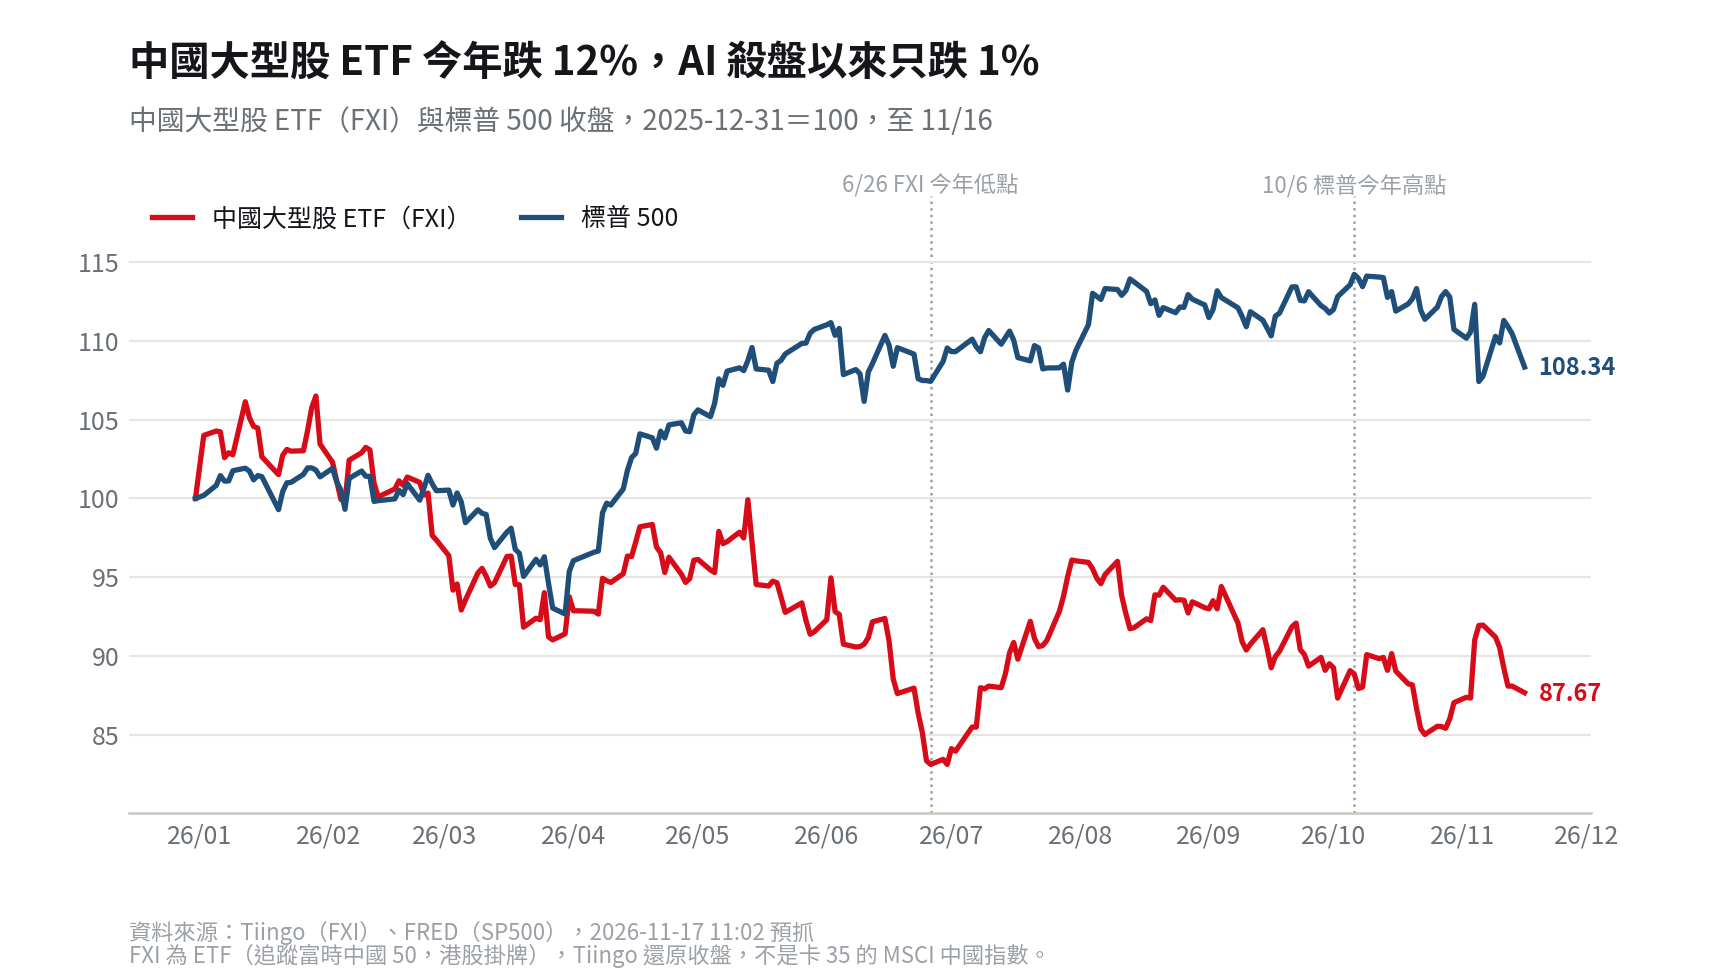 中國大型股 ETF 今年跌 12%，AI 殺盤以來只跌 1%
中國大型股 ETF（FXI）與標普 500 收盤，2025-12-31＝100，至 11/16
6/26 FXI 今年低點
10/6 標普今年高點
中國大型股 ETF（FXI）
標普 500
115
110
105
100
95
90
85
108.34
87.67
26/01
26/02
26/03
26/04
26/05
26/06
26/07
26/08
26/09
26/10
26/11
26/12
資料來源：Tiingo（FXI）、FRED（SP500），2026-11-17 11:02 預抓
FXI 為 ETF（追蹤富時中國 50，港股掛牌），Tiingo 還原收盤，不是卡 35 的 MSCI 中國指數。